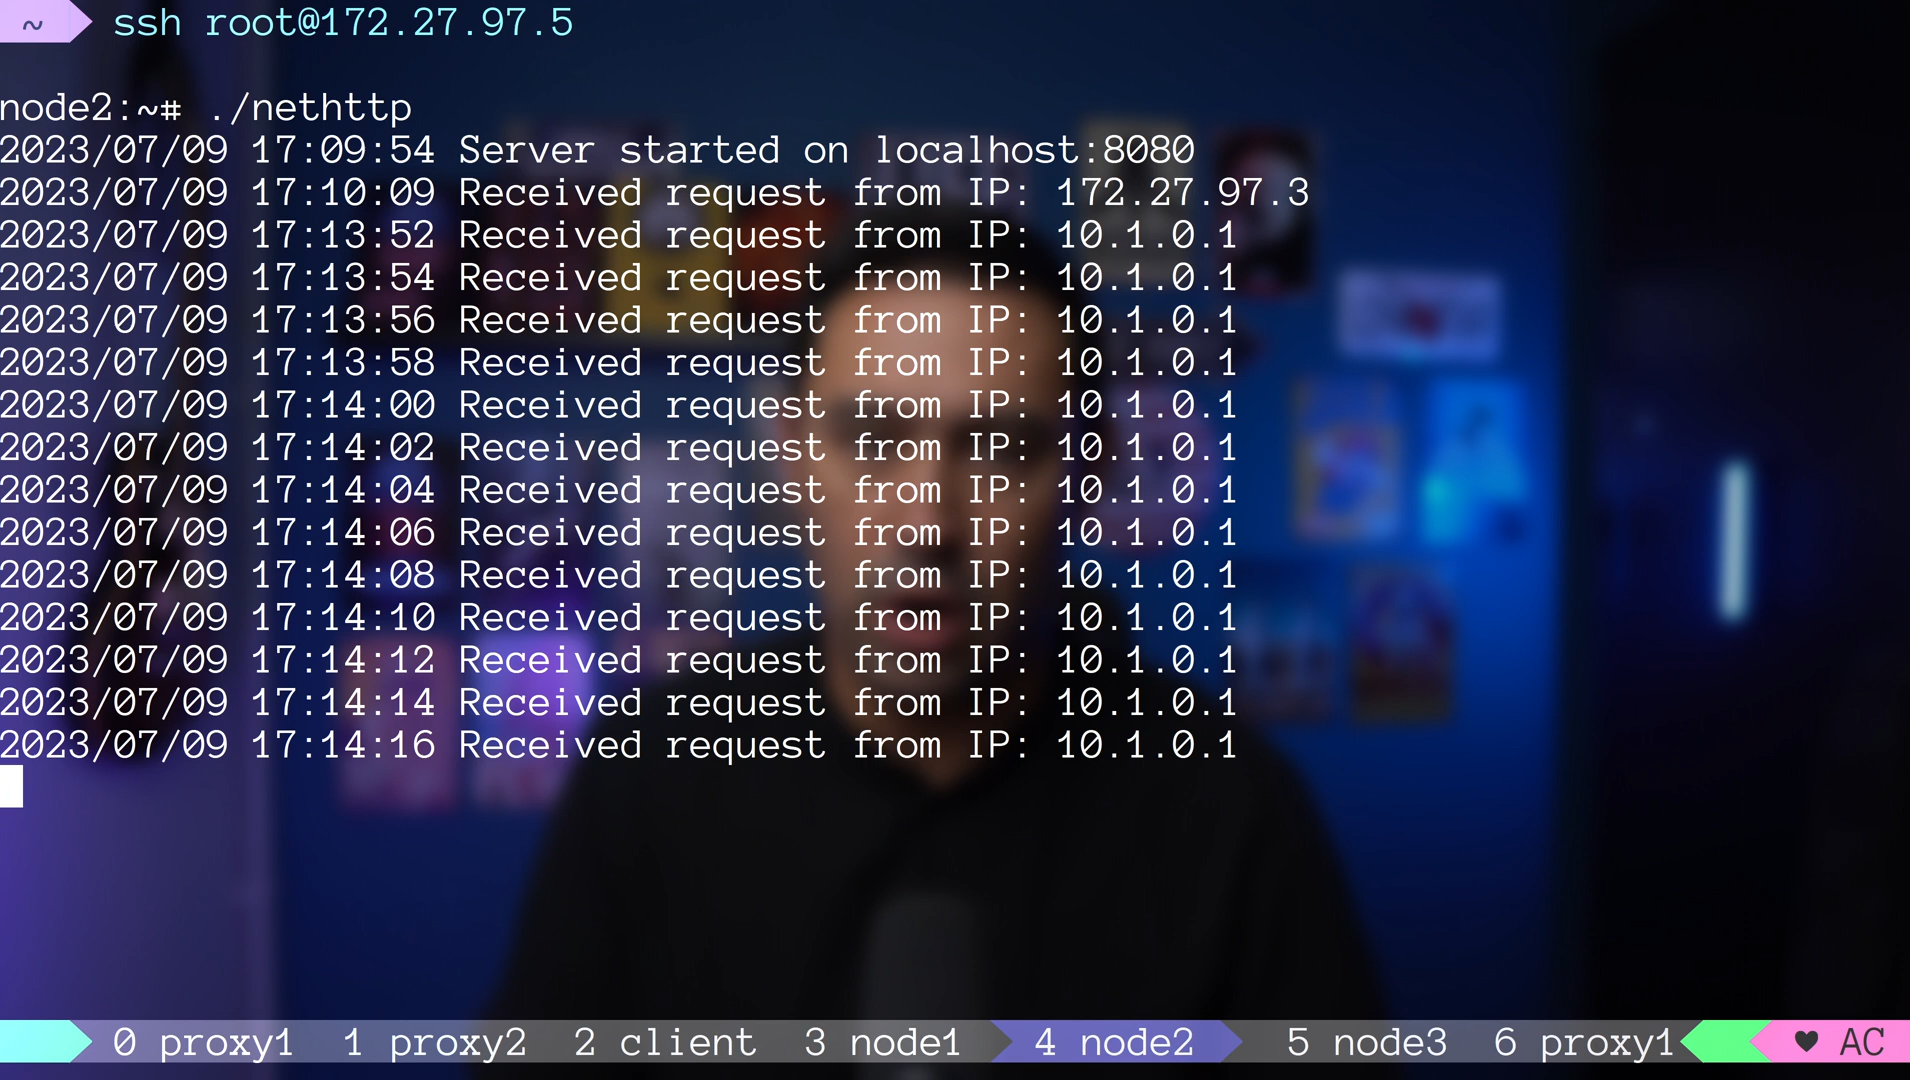 ~ ssh root@172.27.97.5
node2:~# ./nethttp
2023/07/09 17:09:54 Server started on localhost:8080
2023/07/09 17:10:09 Received request from IP: 172.27.97.3
2023/07/09 17:13:52 Received request from IP: 10.1.0.1
2023/07/09 17:13:54 Received request from IP: 10.1.0.1
2023/07/09 17:13:56 Received request from IP: 10.1.0.1
2023/07/09 17:13:58 Received request from IP: 10.1.0.1
2023/07/09 17:14:00 Received request from IP: 10.1.0.1
2023/07/09 17:14:02 Received request from IP: 10.1.0.1
2023/07/09 17:14:04 Received request from IP: 10.1.0.1
2023/07/09 17:14:06 Received request from IP: 10.1.0.1
2023/07/09 17:14:08 Received request from IP: 10.1.0.1
2023/07/09 17:14:10 Received request from IP: 10.1.0.1
2023/07/09 17:14:12 Received request from IP: 10.1.0.1
2023/07/09 17:14:14 Received request from IP: 10.1.0.1
2023/07/09 17:14:16 Received request from IP: 10.1.0.1
0 proxy1 1 proxy2 2 client 3 node1 4 node2 5 node3 6 proxy1 ♥ AC